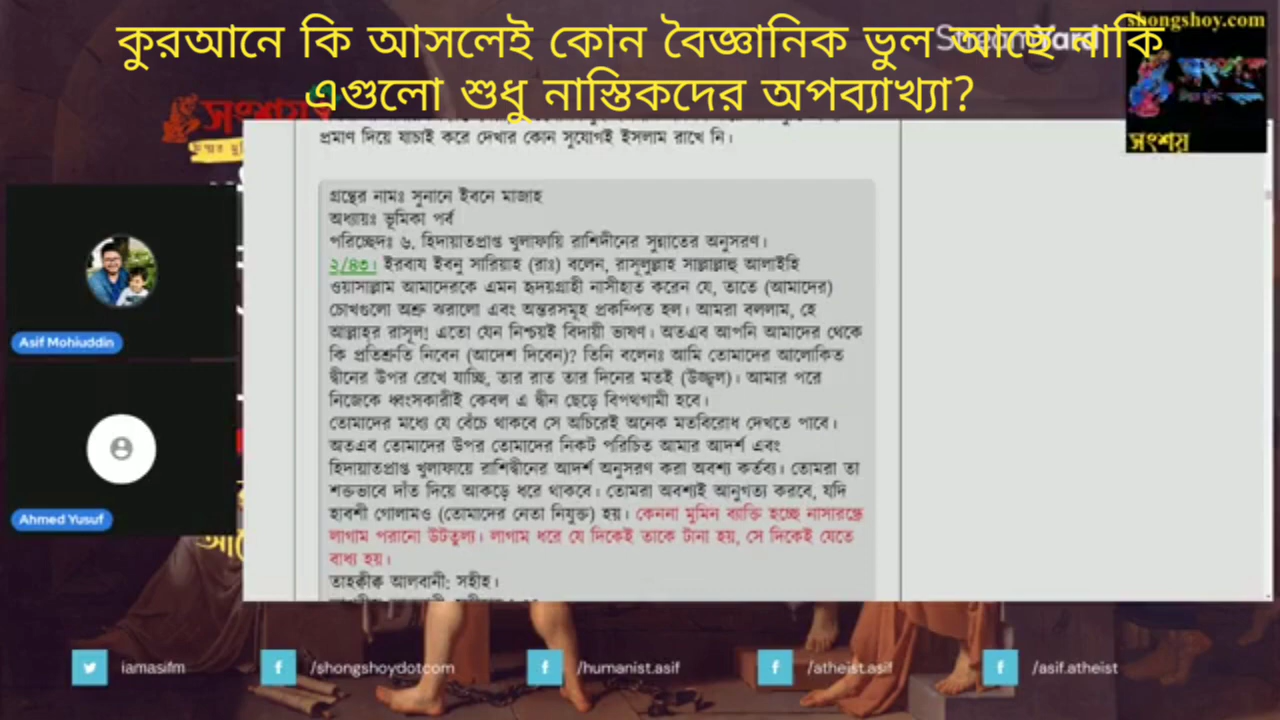 কুরআনে কি আসলেই কোন বৈজ্ঞানিক ভুল আছে নাকি
এগুলো শুধু নাস্তিকদের অপব্যাখ্যা?
shongshoy.com
সংশয়
সংশয়
প্রমাণ দিয়ে যাচাই করে দেখার কোন সুযোগই ইসলাম রাখে নি।
গ্রন্থের নামঃ সুনানে ইবনে মাজাহ
অধ্যায়ঃ ভূমিকা পর্ব
পরিচ্ছেদঃ ৬. হিদায়াতপ্রাপ্ত খুলাফায়ি রাশিদীনের সুন্নাতের অনুসরণ।
২/৪৩। ইরবায ইবনু সারিয়াহ (রাঃ) বলেন, রাসূলুল্লাহ সাল্লাল্লাহু আলাইহি
ওয়াসাল্লাম আমাদেরকে এমন হৃদয়গ্রাহী নাসীহাত করেন যে, তাতে (আমাদের)
চোখগুলো অশ্রু ঝরালো এবং অন্তরসমূহ প্রকম্পিত হল। আমরা বললাম, হে
আল্লাহর রাসূল! এতো যেন নিশ্চয়ই বিদায়ী ভাষণ। অতএব আপনি আমাদের থেকে
কি প্রতিশ্রুতি নিবেন (আদেশ দিবেন)? তিনি বলেনঃ আমি তোমাদের আলোকিত
দ্বীনের উপর রেখে যাচ্ছি, তার রাত তার দিনের মতই (উজ্জ্বল)। আমার পরে
নিজেকে ধ্বংসকারীই কেবল এ দ্বীন ছেড়ে বিপথগামী হবে।
তোমাদের মধ্যে যে বেঁচে থাকবে সে অচিরেই অনেক মতবিরোধ দেখতে পাবে।
অতএব তোমাদের উপর তোমাদের নিকট পরিচিত আমার আদর্শ এবং
হিদায়াতপ্রাপ্ত খুলাফায়ে রাশিদ্বীনের আদর্শ অনুসরণ করা অবশ্য কর্তব্য। তোমরা তা
শক্তভাবে দাঁত দিয়ে আকড়ে ধরে থাকবে। তোমরা অবশ্যই আনুগত্য করবে, যদি
হাবশী গোলামও (তোমাদের নেতা নিযুক্ত) হয়। কেননা মুমিন ব্যাক্তি হচ্ছে নাসারন্ধ্রে
লাগাম পরানো উটতুল্য। লাগাম ধরে যে দিকেই তাকে টানা হয়, সে দিকেই যেতে
বাধ্য হয়।
তাহক্বীক্ব আলবানী: সহীহ।
Asif Mohiuddin
Ahmed Yusuf
iamasifm
/shongshoydotcom
/humanist.asif
/atheist.asif
/asif.atheist